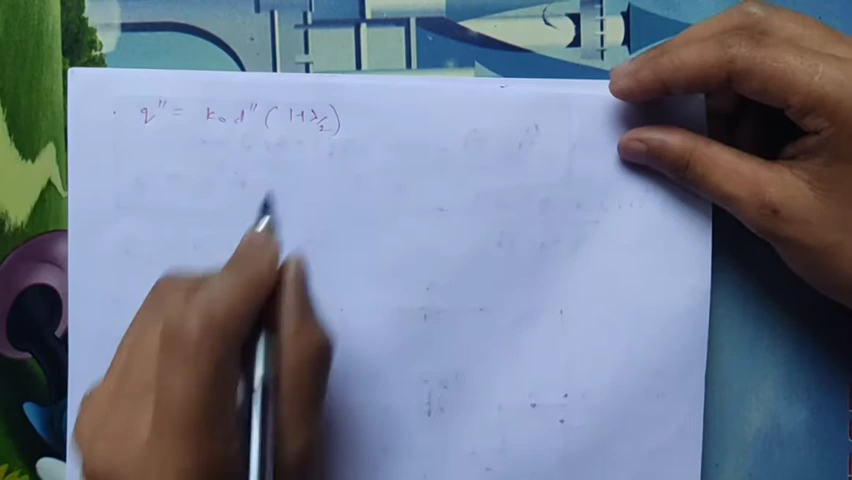 q'' = k₀ d'' (1+λ/2)